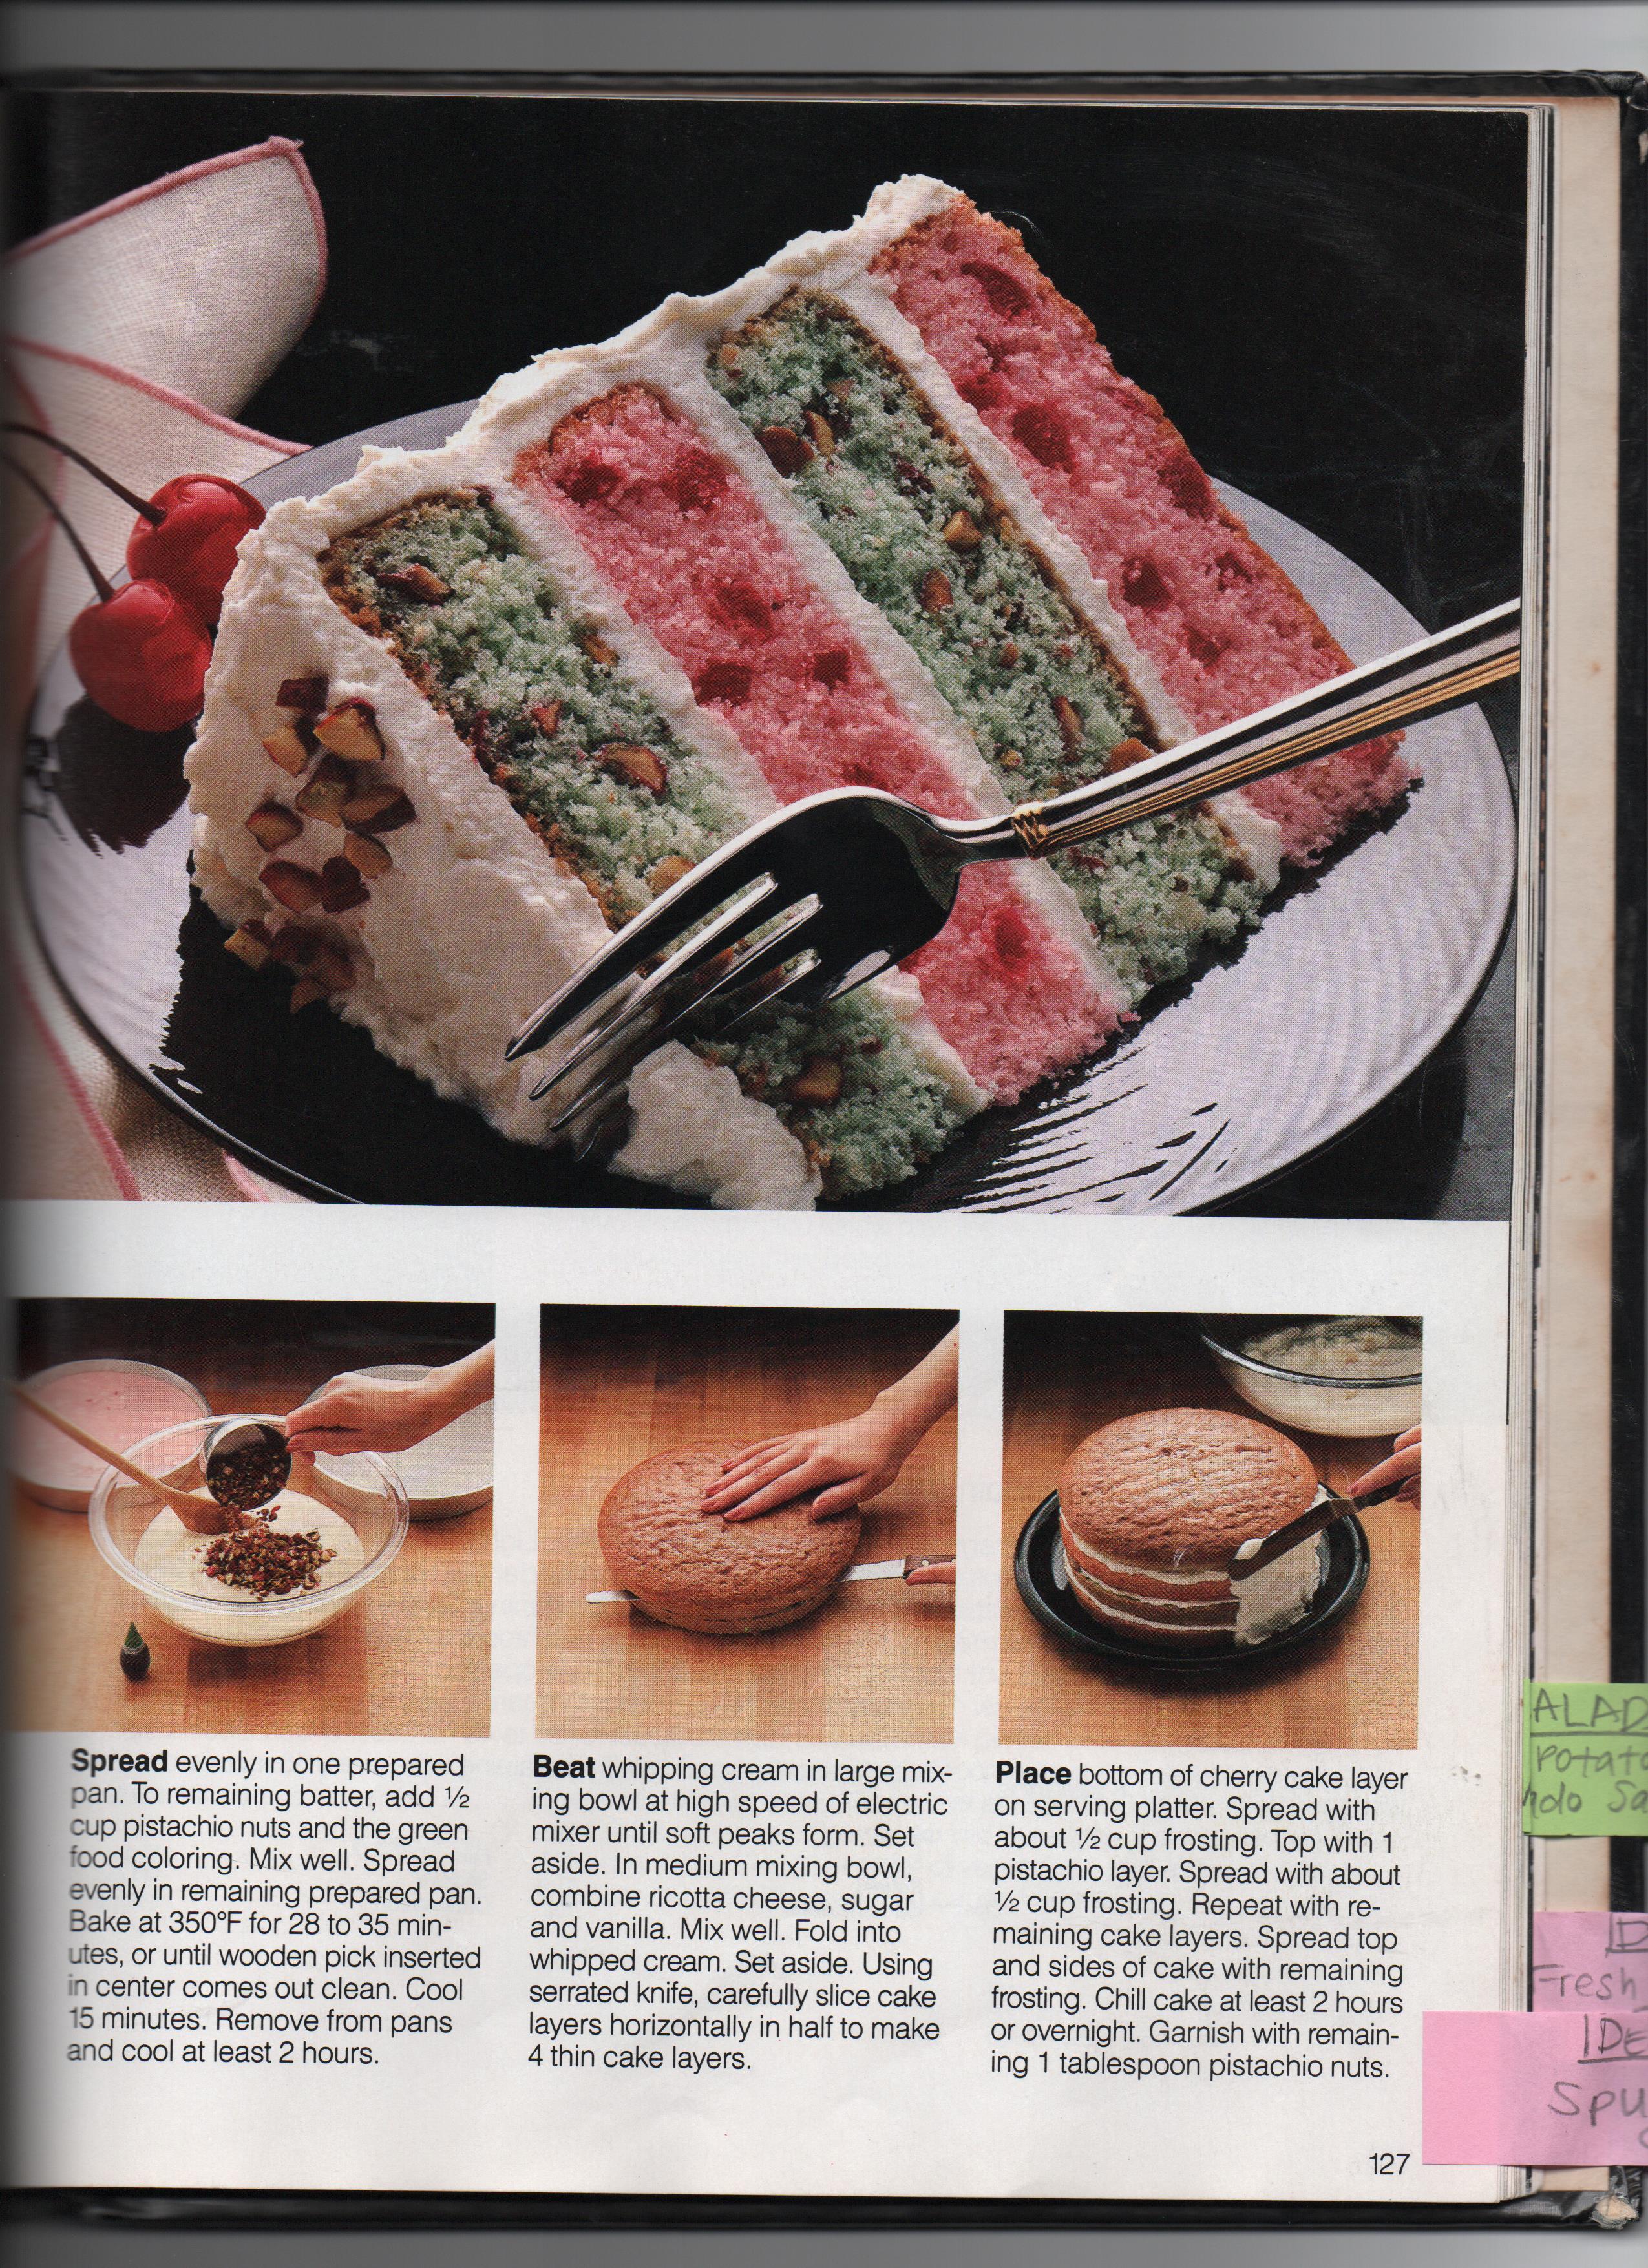 Spread evenly in one prepared
pan. To remaining batter, add ½
cup pistachio nuts and the green
food coloring. Mix well. Spread
evenly in remaining prepared pan.
Bake at 350°F for 28 to 35 min-
utes, or until wooden pick inserted
in center comes out clean. Cool
15 minutes. Remove from pans
and cool at least 2 hours.
Beat whipping cream in large mix-
ing bowl at high speed of electric
mixer until soft peaks form. Set
aside. In medium mixing bowl,
combine ricotta cheese, sugar
and vanilla. Mix well. Fold into
whipped cream. Set aside. Using
serrated knife, carefully slice cake
layers horizontally in half to make
4 thin cake layers.
Place bottom of cherry cake layer
on serving platter. Spread with
about ½ cup frosting. Top with 1
pistachio layer. Spread with about
½ cup frosting. Repeat with re-
maining cake layers. Spread top
and sides of cake with remaining
frosting. Chill cake at least 2 hours
or overnight. Garnish with remain-
ing 1 tablespoon pistachio nuts.
127
ALAD
Potat
Fresh
IDE
Spu